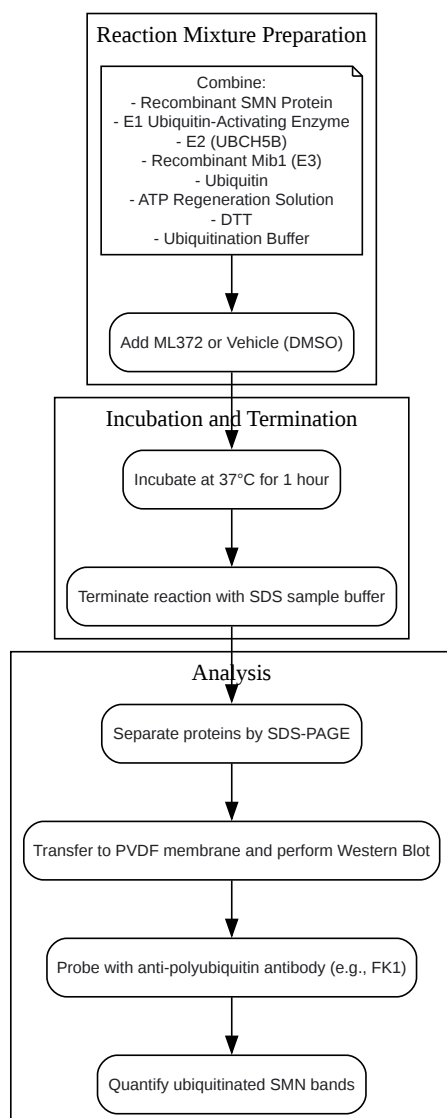 Reaction Mixture Preparation
Combine:
- Recombinant SMN Protein
- E1 Ubiquitin-Activating Enzyme
- E2 (UBCH5B)
- Recombinant Mib1 (E3)
- Ubiquitin
- ATP Regeneration Solution
- DTT
- Ubiquitination Buffer
Add ML372 or Vehicle (DMSO)
Incubation and Termination
Incubate at 37°C for 1 hour
Terminate reaction with SDS sample buffer
Analysis
Separate proteins by SDS-PAGE
Transfer to PVDF membrane and perform Western Blot
Probe with anti-polyubiquitin antibody (e.g., FK1)
Quantify ubiquitinated SMN bands